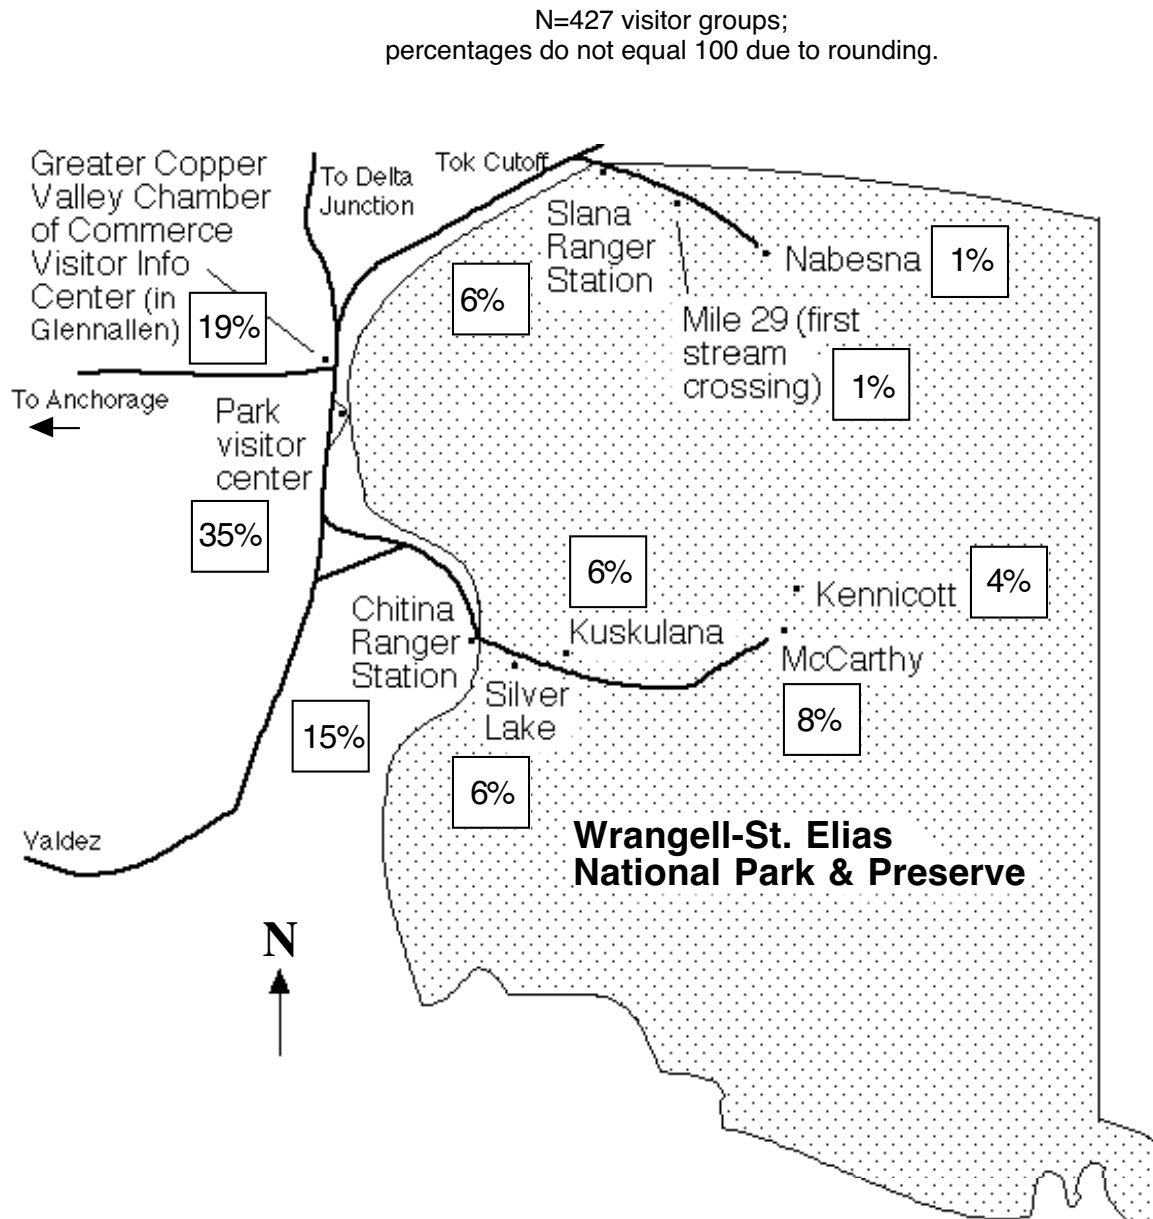 N=427 visitor groups;
percentages do not equal 100 due to rounding.
Greater Copper
Valley Chamber
of Commerce
Visitor Info
Center (in
Glennallen)
19%
To Delta
Junction
Tok Cutoff
Slana
Ranger
Station
6%
Nabesna
1%
Mile 29 (first
stream
crossing)
1%
To Anchorage
Park
visitor
center
35%
6%
Kuskulana
Kennicott
4%
McCarthy
8%
Chitina
Ranger
Station
15%
Silver
Lake
6%
Wrangell-St. Elias
National Park & Preserve
Valdez
N